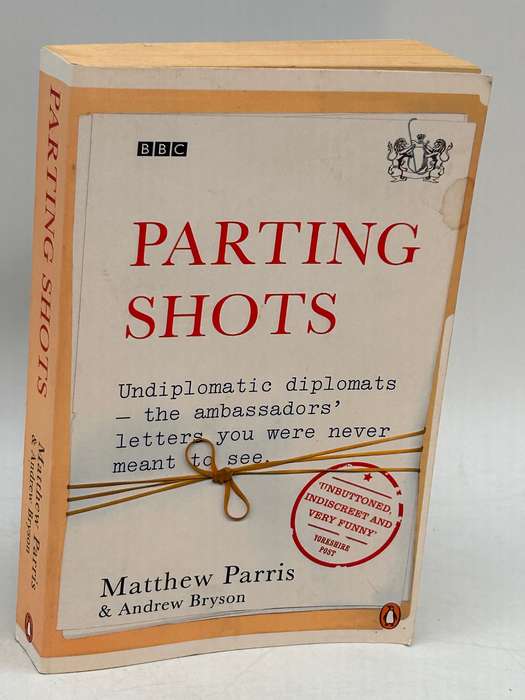 BBC
PARTING
SHOTS
Undiplomatic diplomats
– the ambassadors’
letters you were never
meant to see.
‘UNBUTTONED,
INDISCREET AND
VERY FUNNY’
YORKSHIRE
POST
Matthew Parris
& Andrew Bryson
PARTING SHOTS
Matthew Parris
& Andrew Bryson